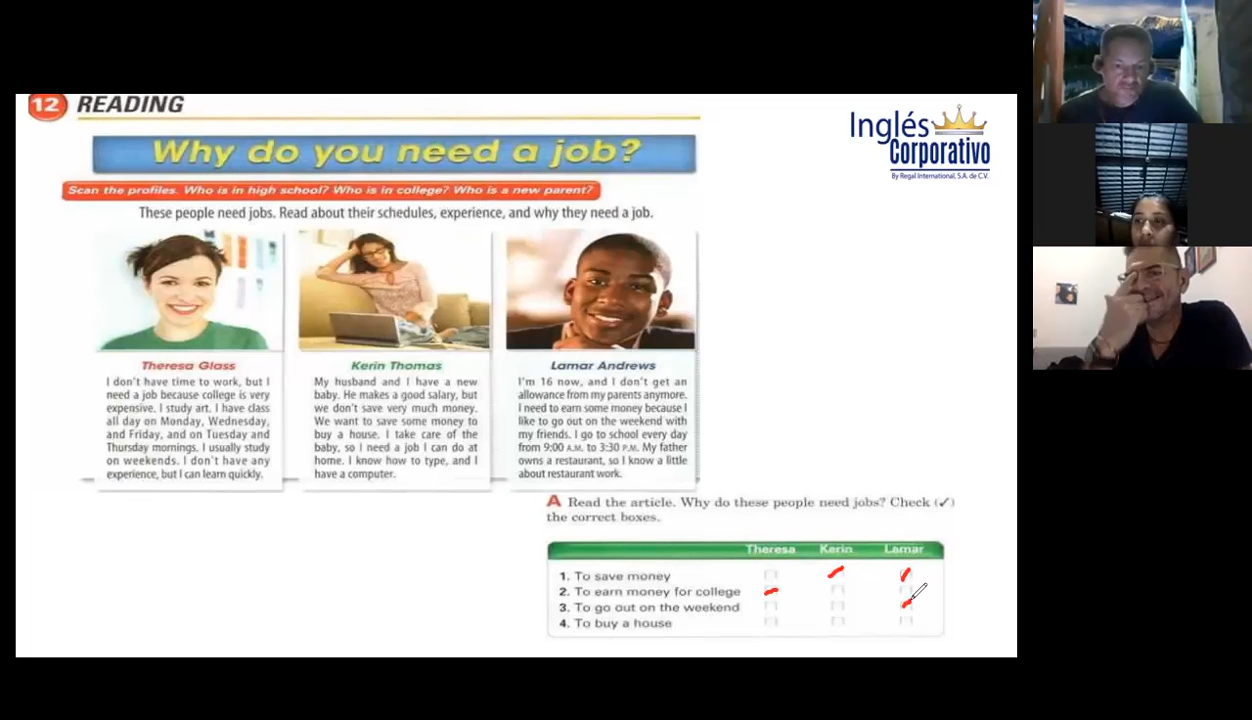 12 READING
Why do you need a job?
Scan the profiles. Who is in high school? Who is in college? Who is a new parent?
These people need jobs. Read about their schedules, experience, and why they need a job.
Theresa Glass
I don't have time to work, but I
need a job because college is very
expensive. I study art. I have class
all day on Monday, Wednesday,
and Friday, and on Tuesday and
Thursday mornings. I usually study
on weekends. I don't have any
experience, but I can learn quickly.
Kerin Thomas
My husband and I have a new
baby. He makes a good salary, but
we don't save very much money.
We want to save some money to
buy a house. I take care of the
baby, so I need a job I can do at
home. I know how to type, and I
have a computer.
Lamar Andrews
I'm 16 now, and I don't get an
allowance from my parents anymore.
I need to earn some money because I
like to go out on the weekend with
my friends. I go to school every day
from 9:00 A.M. to 3:30 P.M. My father
owns a restaurant, so I know a little
about restaurant work.
Inglés
Corporativo
By Regal International, S.A. de C.V.
A Read the article. Why do these people need jobs? Check (✓)
the correct boxes.
Theresa Kerin Lamar
1. To save money
2. To earn money for college
3. To go out on the weekend
4. To buy a house